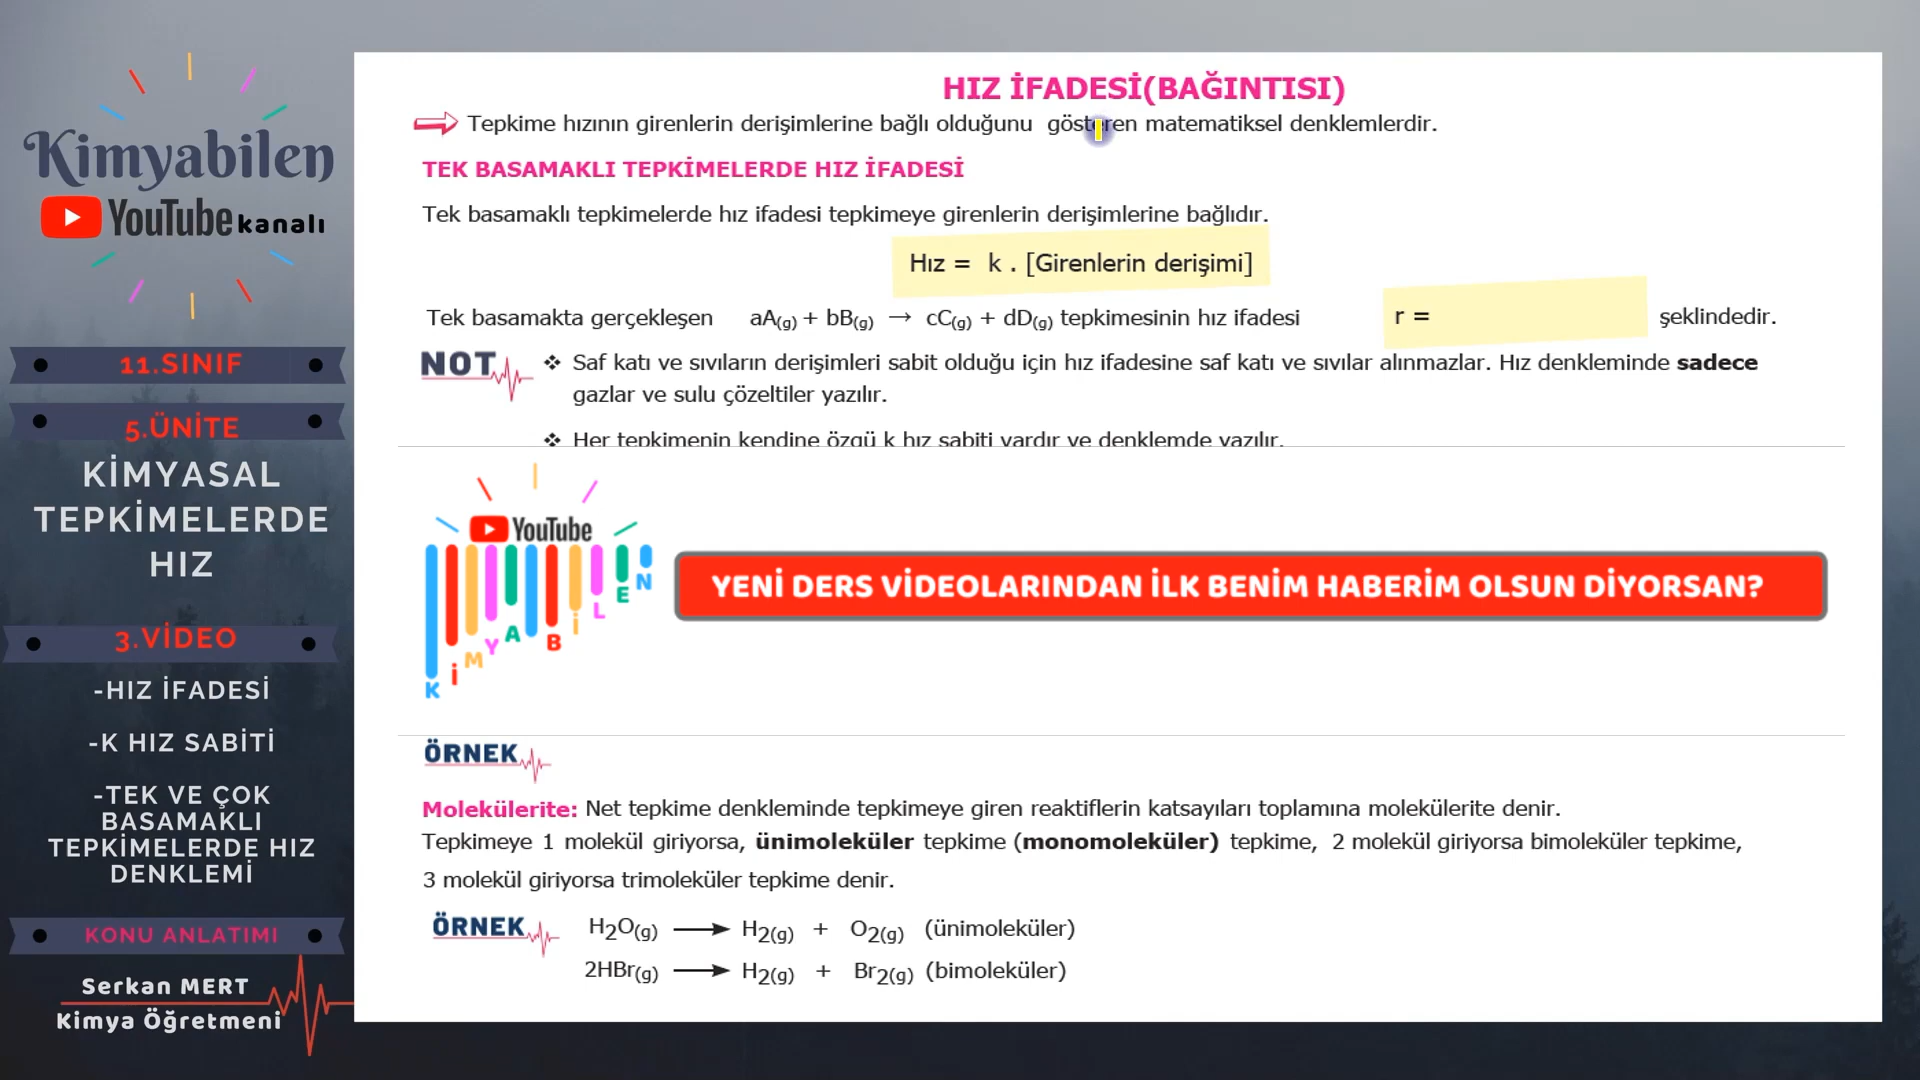 Kimyabilen
YouTube kanalı
11.SINIF
5.ÜNİTE
KİMYASAL
TEPKİMELERDE
HIZ
3.VİDEO
-HIZ İFADESİ
-K HIZ SABİTİ
-TEK VE ÇOK
BASAMAKLI
TEPKİMELERDE HIZ
DENKLEMİ
KONU ANLATIMI
Serkan MERT
Kimya Öğretmeni
HIZ İFADESİ(BAĞINTISI)
Tepkime hızının girenlerin derişimlerine bağlı olduğunu gösteren matematiksel denklemlerdir.
TEK BASAMAKLI TEPKİMELERDE HIZ İFADESİ
Tek basamaklı tepkimelerde hız ifadesi tepkimeye girenlerin derişimlerine bağlıdır.
Hız = k . [Girenlerin derişimi]
Tek basamakta gerçekleşen aA(g) + bB(g) → cC(g) + dD(g) tepkimesinin hız ifadesi r = şeklindedir.
NOT ❖ Saf katı ve sıvıların derişimleri sabit olduğu için hız ifadesine saf katı ve sıvılar alınmazlar. Hız denkleminde sadece
gazlar ve sulu çözeltiler yazılır.
❖ Her tepkimenin kendine özgü k hız sabiti vardır ve denklemde yazılır.
YouTube
KİMYABİLEN
YENİ DERS VİDEOLARINDAN İLK BENİM HABERİM OLSUN DİYORSAN?
ÖRNEK
Molekülerite: Net tepkime denkleminde tepkimeye giren reaktiflerin katsayıları toplamına molekülerite denir.
Tepkimeye 1 molekül giriyorsa, ünimoleküler tepkime (monomoleküler) tepkime, 2 molekül giriyorsa bimoleküler tepkime,
3 molekül giriyorsa trimoleküler tepkime denir.
ÖRNEK H2O(g) → H2(g) + O2(g) (ünimoleküler)
2HBr(g) → H2(g) + Br2(g) (bimoleküler)